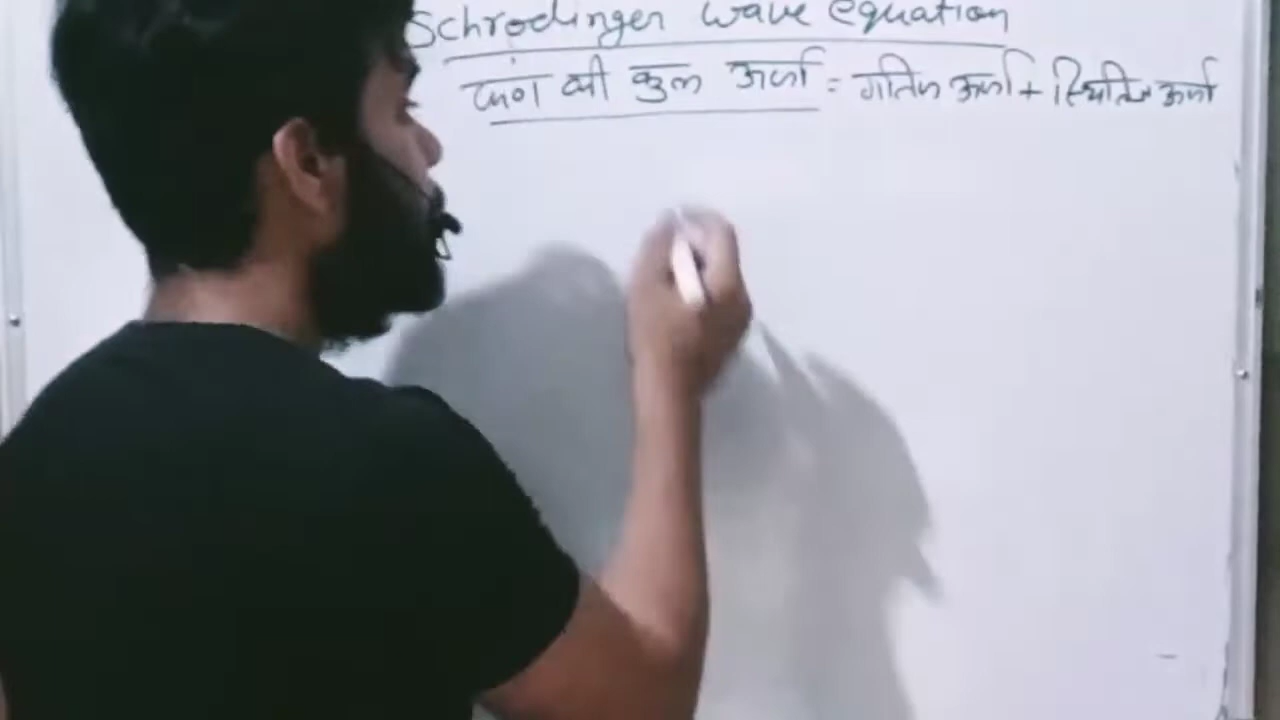 Schrodinger wave equation
कण की कुल ऊर्जा = गतिज ऊर्जा + स्थितिज ऊर्जा